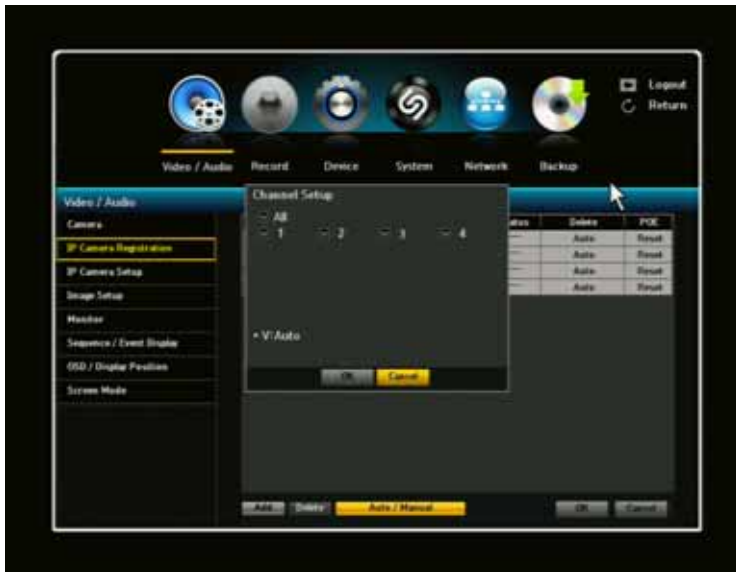 Logout
Return
Video / Audio Record Device System Network Backup
Video / Audio
Channel Setup
Camera
All
Delete POE
IP Camera Registration
1 2 3 4
Auto Reset
Auto Reset
IP Camera Setup
Auto Reset
Image Setup
Auto Reset
Monitor
Sequence / Event Display
• V:Auto
OSD / Display Position
OK Cancel
Screen Mode
Add Delete Auto / Manual OK Cancel